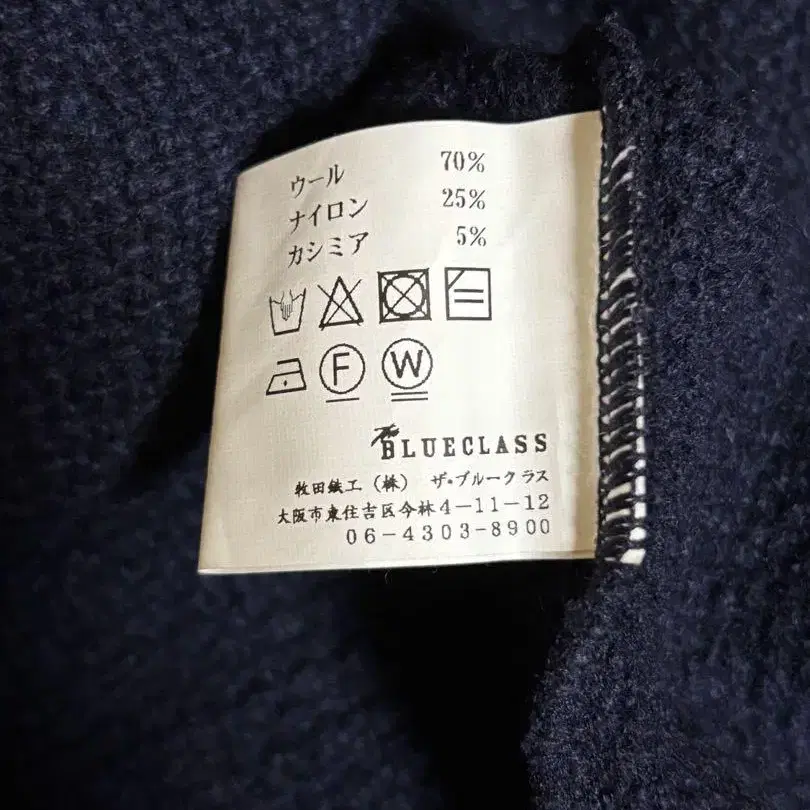 ウール 70%
ナイロン 25%
カシミア 5%
F W
The BLUECLASS
牧田鉄工(株) ザ・ブルークラス
大阪市東住吉区今林4-11-12
06-4303-8900